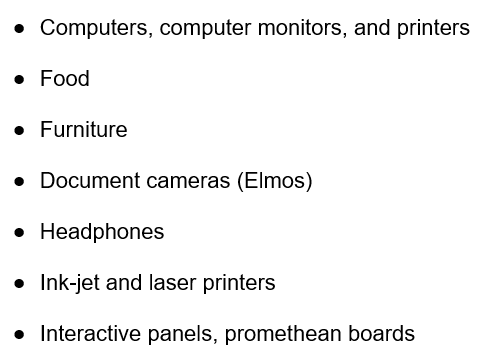 ● Computers, computer monitors, and printers
● Food
● Furniture
● Document cameras (Elmos)
● Headphones
● Ink-jet and laser printers
● Interactive panels, promethean boards